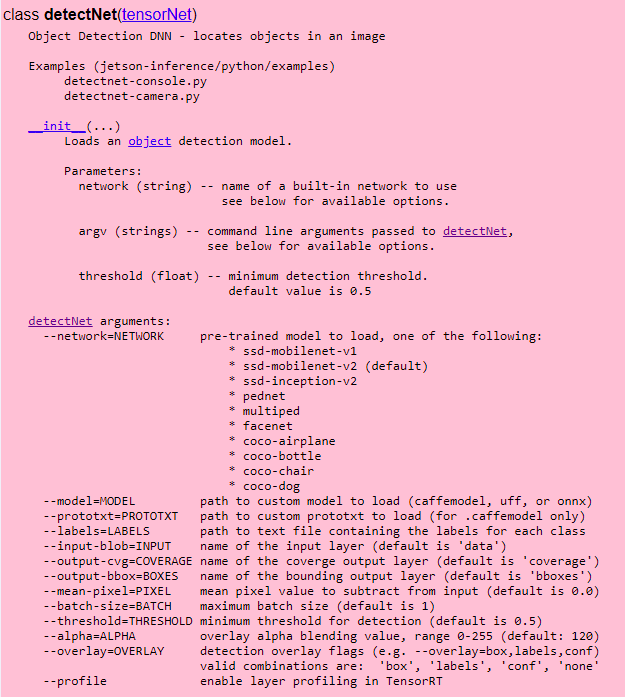 class detectNet(tensorNet)
Object Detection DNN - locates objects in an image
Examples (jetson-inference/python/examples)
detectnet-console.py
detectnet-camera.py
__init__(...)
Loads an object detection model.
Parameters:
network (string) -- name of a built-in network to use
see below for available options.
argv (strings) -- command line arguments passed to detectNet,
see below for available options.
threshold (float) -- minimum detection threshold.
default value is 0.5
detectNet arguments:
--network=NETWORK pre-trained model to load, one of the following:
* ssd-mobilenet-v1
* ssd-mobilenet-v2 (default)
* ssd-inception-v2
* pednet
* multiped
* facenet
* coco-airplane
* coco-bottle
* coco-chair
* coco-dog
--model=MODEL path to custom model to load (caffemodel, uff, or onnx)
--prototxt=PROTOTXT path to custom prototxt to load (for .caffemodel only)
--labels=LABELS path to text file containing the labels for each class
--input-blob=INPUT name of the input layer (default is 'data')
--output-cvg=COVERAGE name of the coverge output layer (default is 'coverage')
--output-bbox=BOXES name of the bounding output layer (default is 'bboxes')
--mean-pixel=PIXEL mean pixel value to subtract from input (default is 0.0)
--batch-size=BATCH maximum batch size (default is 1)
--threshold=THRESHOLD minimum threshold for detection (default is 0.5)
--alpha=ALPHA overlay alpha blending value, range 0-255 (default: 120)
--overlay=OVERLAY detection overlay flags (e.g. --overlay=box,labels,conf)
valid combinations are: 'box', 'labels', 'conf', 'none'
--profile enable layer profiling in TensorRT